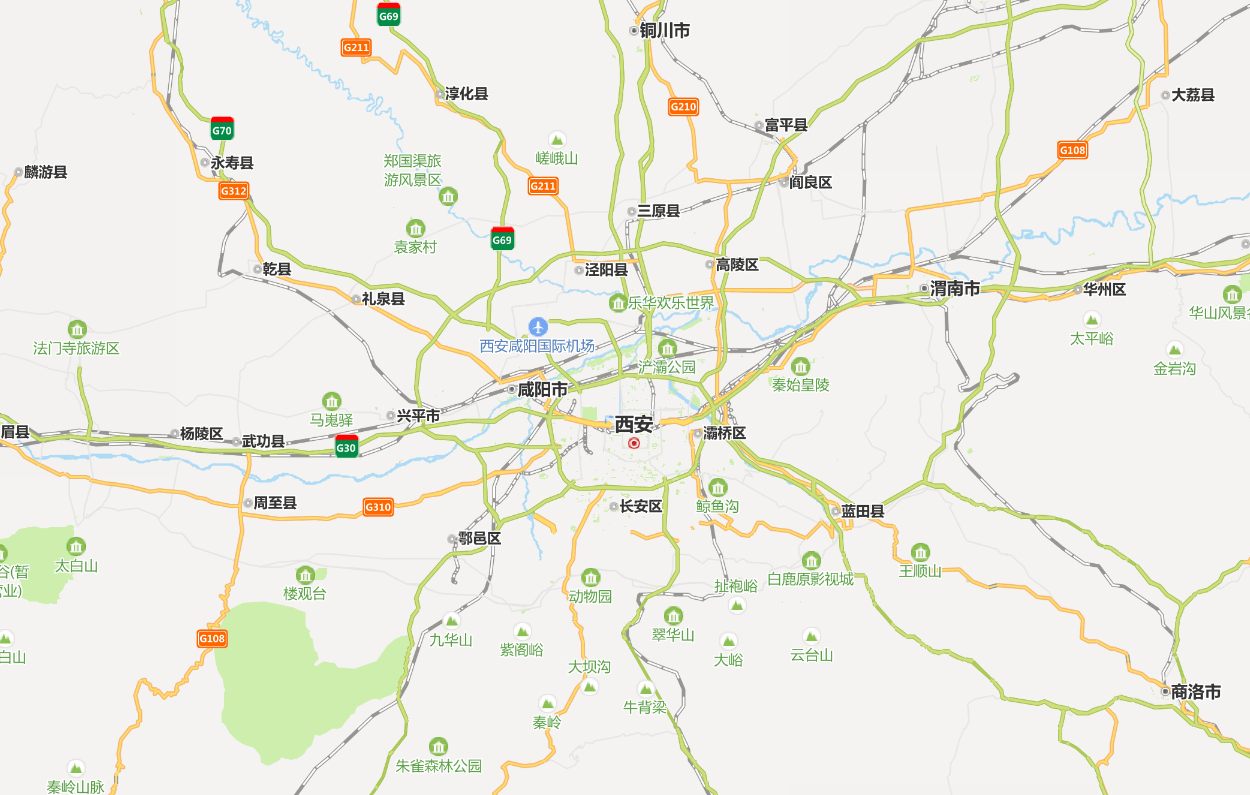 G69
铜川市
G211
淳化县
大荔县
G210
G70
富平县
G108
嵯峨山
永寿县
郑国渠旅
游风景区
麟游县
阎良区
G211
G312
三原县
袁家村
G69
乾县
泾阳县
高陵区
礼泉县
渭南市
华州区
乐华欢乐世界
华山风景名
法门寺旅游区
西安咸阳国际机场
太平峪
浐灞公园
金岩沟
秦始皇陵
咸阳市
马嵬驿
兴平市
西安
眉县
杨陵区
武功县
G30
灞桥区
周至县
G310
长安区
鲸鱼沟
蓝田县
鄠邑区
太白山
谷(暂
营业)
楼观台
动物园
扯袍峪
白鹿原影视城
王顺山
G108
九华山
紫阁峪
翠华山
大峪
云台山
白山
大坝沟
商洛市
牛背梁
秦岭
朱雀森林公园
秦岭山脉